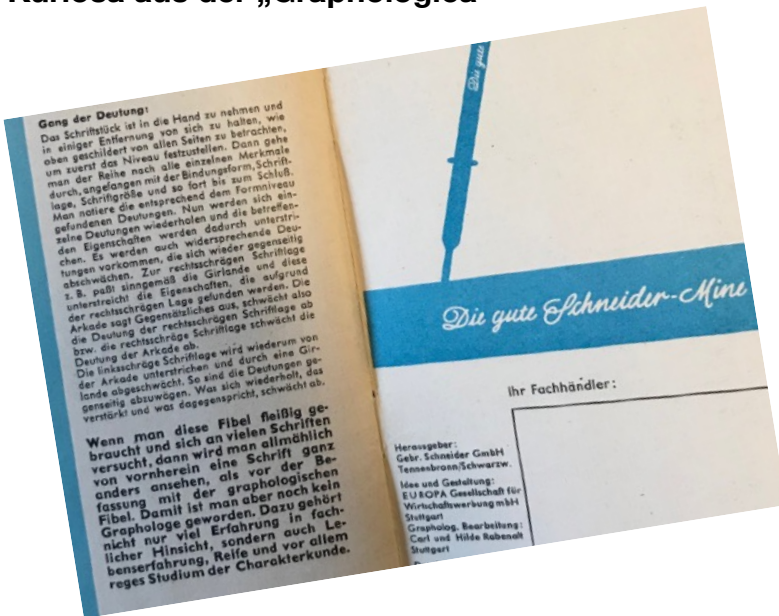 Kuriosa aus der „Graphologica
Gang der Deutung:
Das Schriftstück ist in die Hand zu nehmen und
in einiger Entfernung von sich zu halten, wie
oben geschildert von allen Seiten zu betrachten,
um zuerst das Niveau festzustellen. Dann gehe
man der Reihe nach alle einzelnen Merkmale
durch, angefangen mit der Bindungsform, Schrift-
lage, Schriftgröße und so fort bis zum Schluß.
Man notiere die entsprechend dem Formniveau
gefundenen Deutungen. Nun werden sich ein-
zelne Deutungen wiederholen und die betreffen-
den Eigenschaften werden dadurch unterstri-
chen. Es werden auch widersprechende Deu-
tungen vorkommen, die sich wieder gegenseitig
abschwächen. Zur rechtsschrägen Schriftlage
z. B. paßt sinngemäß die Girlande und diese
unterstreicht die Eigenschaften, die aufgrund
der rechtsschrägen Lage gefunden werden. Die
Arkade sagt Gegensätzliches aus, schwächt also
die Deutung der rechtsschrägen Schriftlage ab
bzw. die rechtsschräge Schriftlage schwächt die
Deutung der Arkade ab.
Die linksschräge Schriftlage wird wiederum von
der Arkade unterstrichen und durch eine Gir-
lande abgeschwächt. So sind die Deutungen ge-
genseitig abzuwägen. Was sich wiederholt, das
verstärkt und was dagegenspricht, schwächt ab.
Wenn man diese Fibel fleißig ge-
braucht und sich an vielen Schriften
versucht, dann wird man allmählich
von vornherein eine Schrift ganz
anders ansehen, als vor der Be-
fassung mit der graphologischen
Fibel. Damit ist man aber noch kein
Graphologe geworden. Dazu gehört
nicht nur viel Erfahrung in fach-
licher Hinsicht, sondern auch Le-
benserfahrung, Reife und vor allem
reges Studium der Charakterkunde.
Die gute
Die gute Schneider-Mine
Ihr Fachhändler:
Herausgeber:
Gebr. Schneider GmbH
Tennenbronn/Schwarzw.
Idee und Gestaltung:
EUROPA Gesellschaft für
Wirtschaftswerbung mbH
Stuttgart
Grapholog. Bearbeitung:
Carl und Hilde Rabenalt
Stuttgart